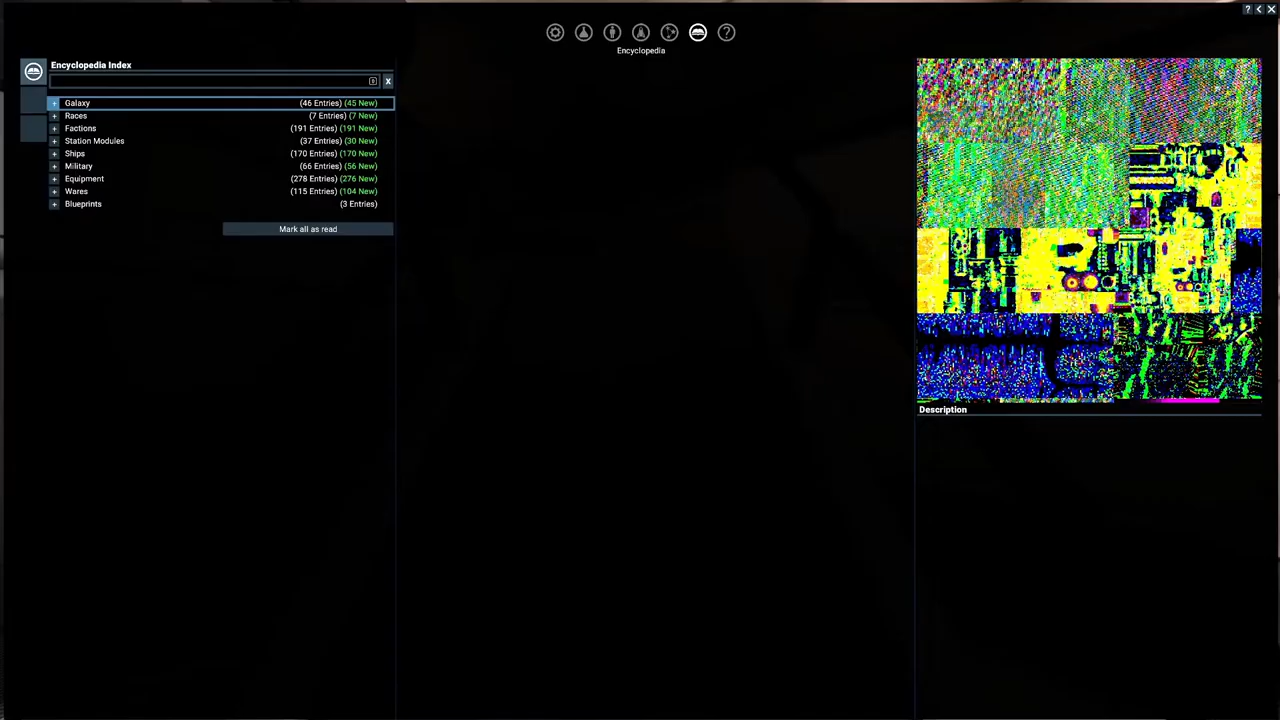 ?
Encyclopedia
Encyclopedia Index
X
+ Galaxy (46 Entries) (45 New)
+ Races (7 Entries) (7 New)
+ Factions (191 Entries) (191 New)
+ Station Modules (37 Entries) (30 New)
+ Ships (170 Entries) (170 New)
+ Military (66 Entries) (56 New)
+ Equipment (278 Entries) (276 New)
+ Wares (115 Entries) (104 New)
+ Blueprints (3 Entries)
Mark all as read
Description